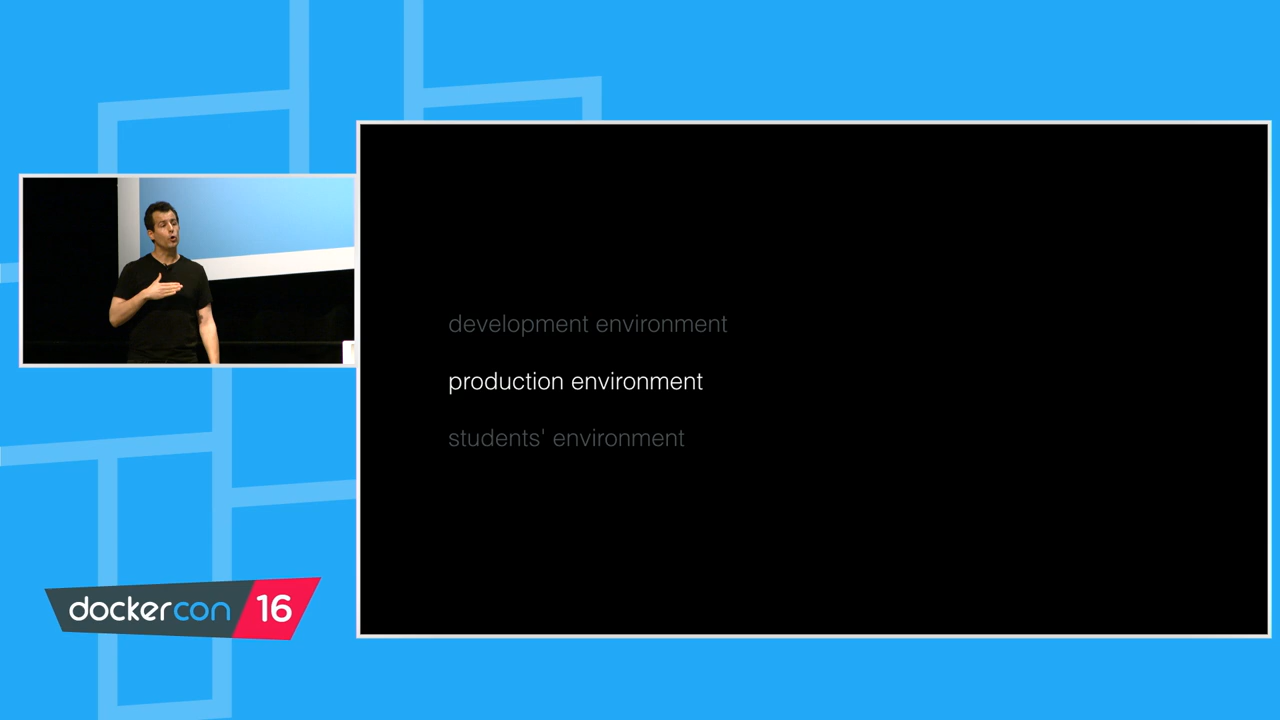 development environment
production environment
students' environment
dockercon 16